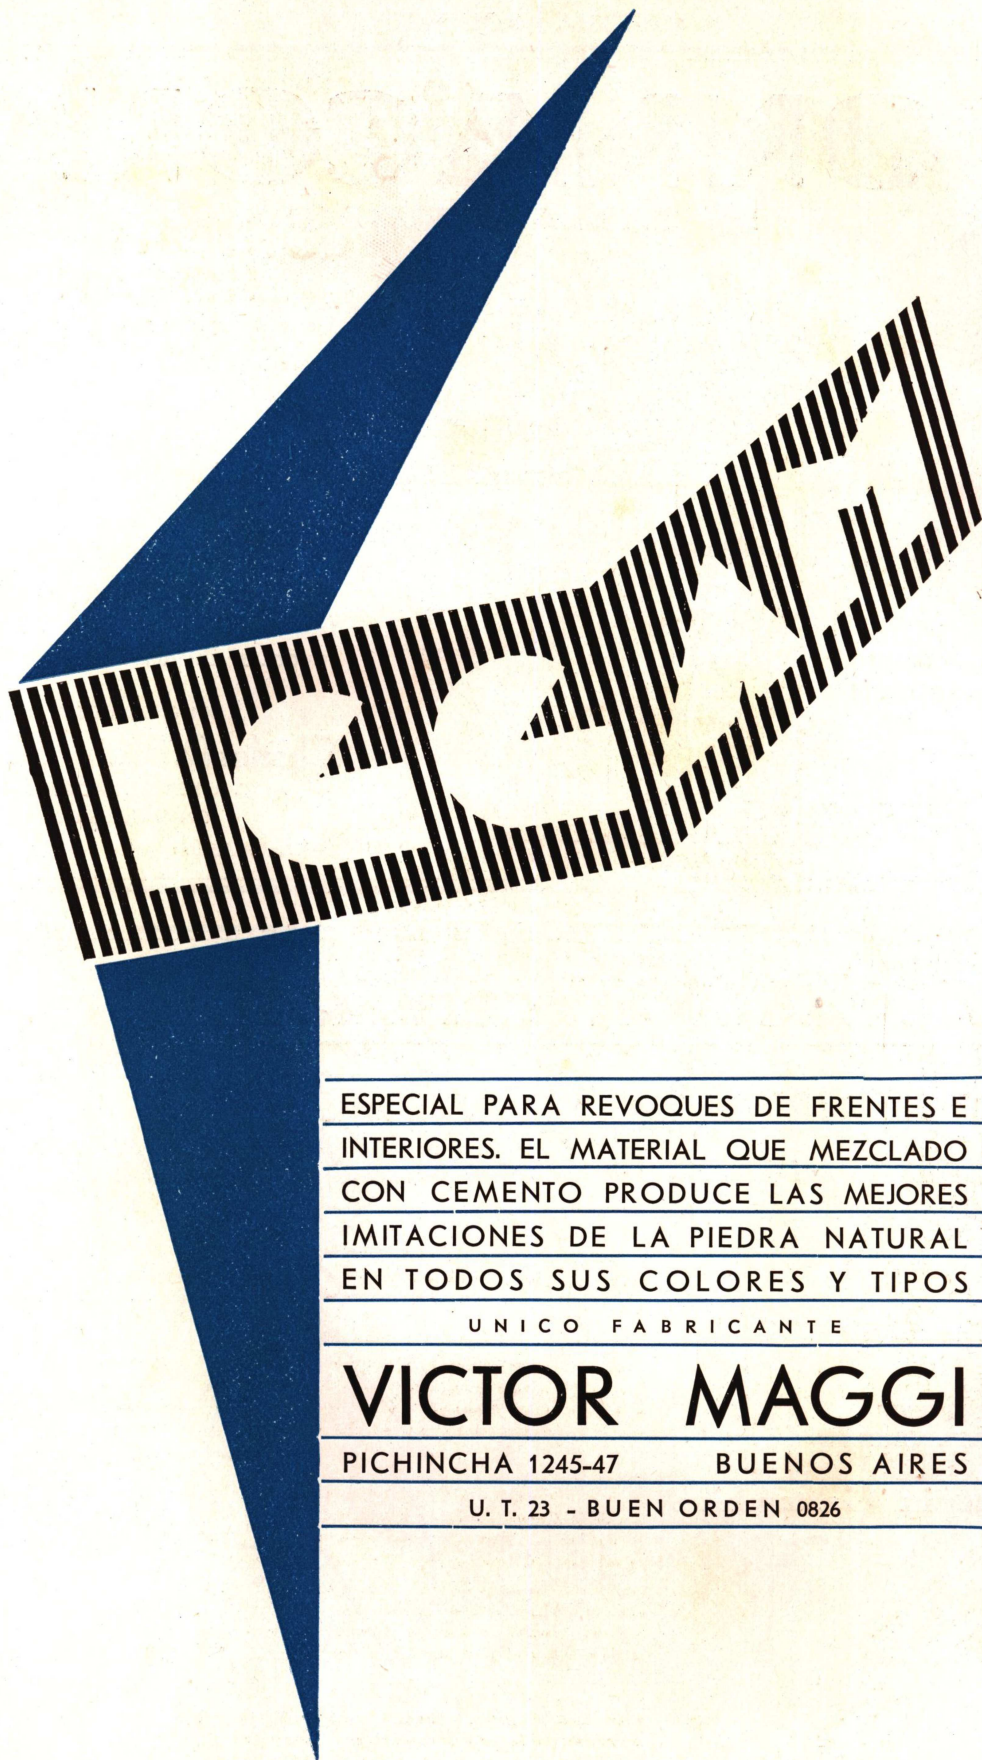 IGGAM
ESPECIAL PARA REVOQUES DE FRENTES E
INTERIORES. EL MATERIAL QUE MEZCLADO
CON CEMENTO PRODUCE LAS MEJORES
IMITACIONES DE LA PIEDRA NATURAL
EN TODOS SUS COLORES Y TIPOS
UNICO FABRICANTE
VICTOR MAGGI
PICHINCHA 1245-47 BUENOS AIRES
U. T. 23 - BUEN ORDEN 0826